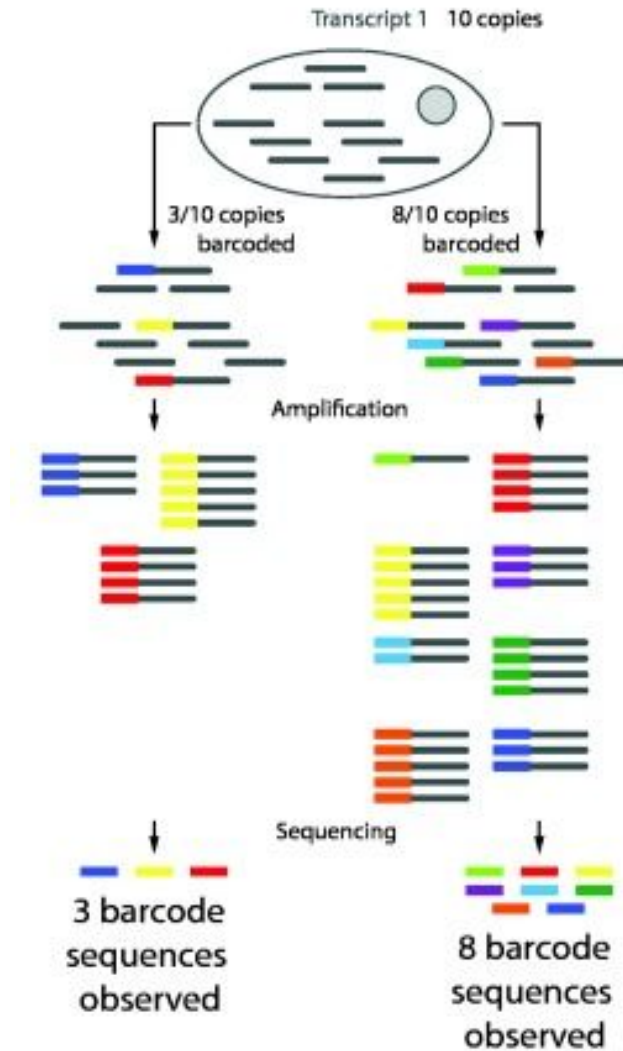 Transcript 1 10 copies
3/10 copies
barcoded
8/10 copies
barcoded
Amplification
Sequencing
3 barcode
sequences
observed
8 barcode
sequences
observed